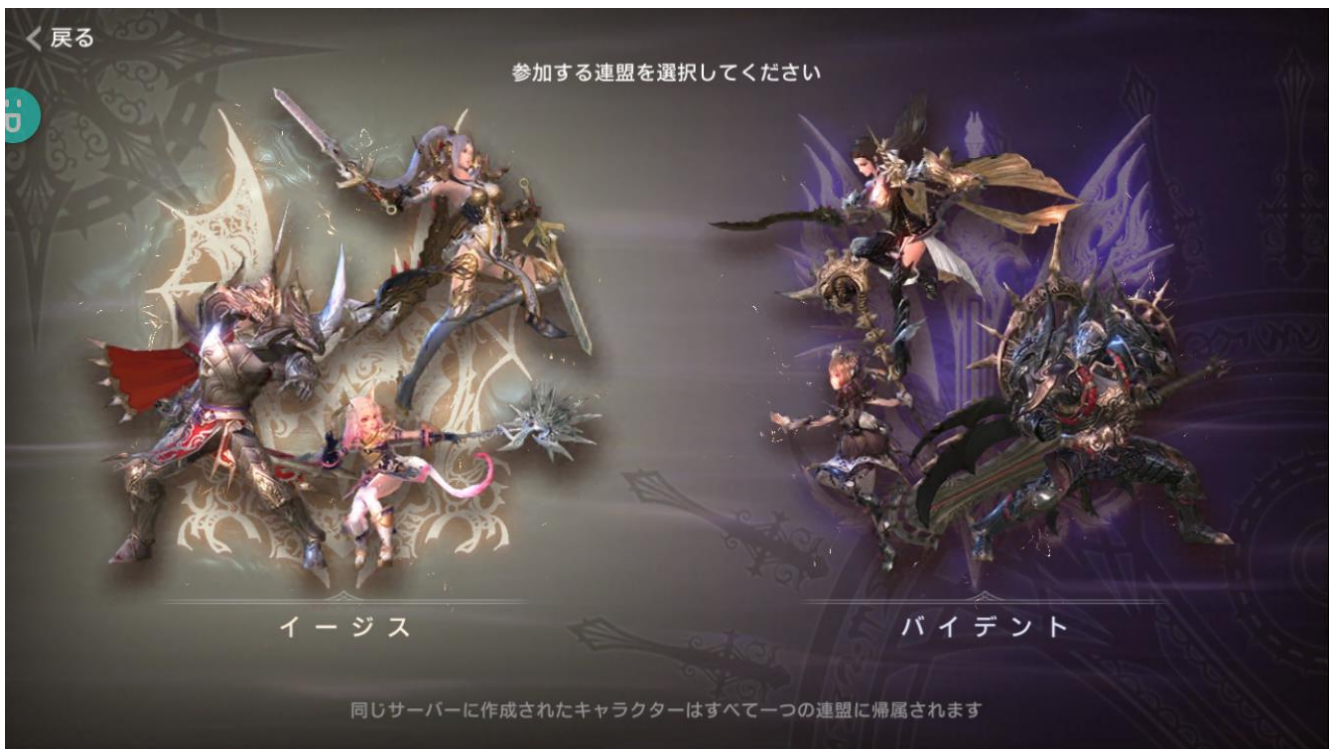 戻る
参加する連盟を選択してください
イージス
バイデント
同じサーバーに作成されたキャラクターはすべて一つの連盟に帰属されます